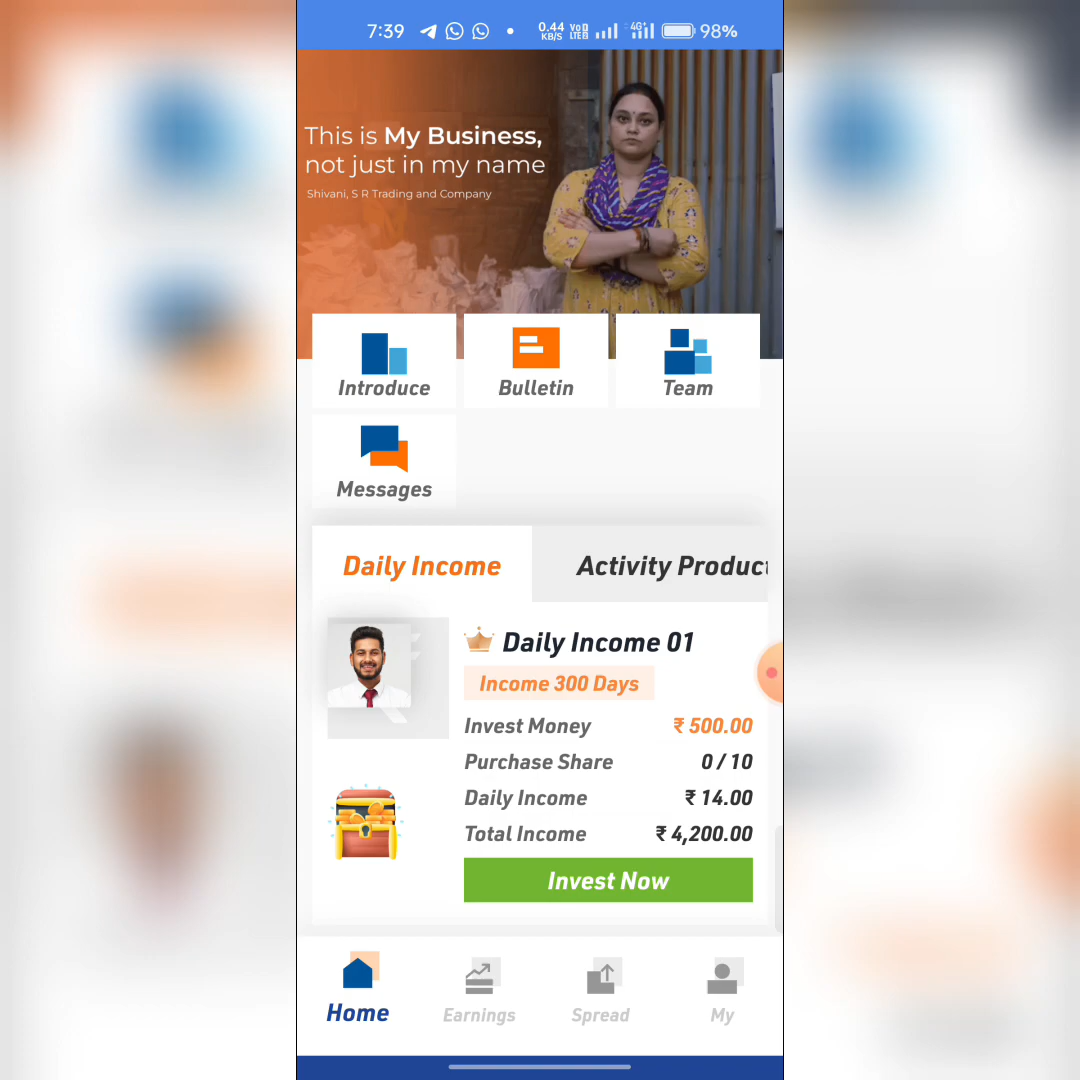 7:39
0.44 KB/S VoD LTE 4G+ 98%
This is My Business,
not just in my name
Shivani, S R Trading and Company
Introduce
Bulletin
Team
Messages
Daily Income
Activity Product
Daily Income 01
Income 300 Days
Invest Money ₹ 500.00
Purchase Share 0 / 10
Daily Income ₹ 14.00
Total Income ₹ 4,200.00
Invest Now
Home
Earnings
Spread
My